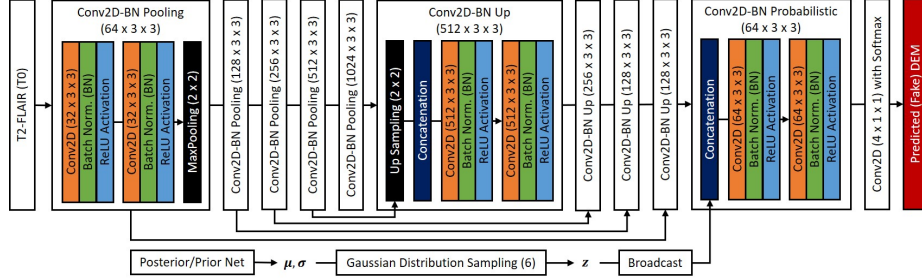 T2-FLAIR (T0)
Conv2D-BN Pooling
(64 x 3 x 3)
Conv2D (32 x 3 x 3)
Batch Norm. (BN)
ReLU Activation
Conv2D (32 x 3 x 3)
Batch Norm. (BN)
ReLU Activation
MaxPooling (2 x 2)
Conv2D-BN Pooling (128 x 3 x 3)
Conv2D-BN Pooling (256 x 3 x 3)
Conv2D-BN Pooling (512 x 3 x 3)
Conv2D-BN Pooling (1024 x 3 x 3)
Conv2D-BN Up
(512 x 3 x 3)
Up Sampling (2 x 2)
Concatenation
Conv2D (512 x 3 x 3)
Batch Norm. (BN)
ReLU Activation
Conv2D (512 x 3 x 3)
Batch Norm. (BN)
ReLU Activation
Conv2D-BN Up (256 x 3 x 3)
Conv2D-BN Up (128 x 3 x 3)
Conv2D-BN Up (128 x 3 x 3)
Conv2D-BN Probabilistic
(64 x 3 x 3)
Concatenation
Conv2D (64 x 3 x 3)
Batch Norm. (BN)
ReLU Activation
Conv2D (64 x 3 x 3)
Batch Norm. (BN)
ReLU Activation
Conv2D (4 x 1 x 1) with Softmax
Predicted (Fake) DEM
Posterior/Prior Net
μ, σ
Gaussian Distribution Sampling (6)
z
Broadcast